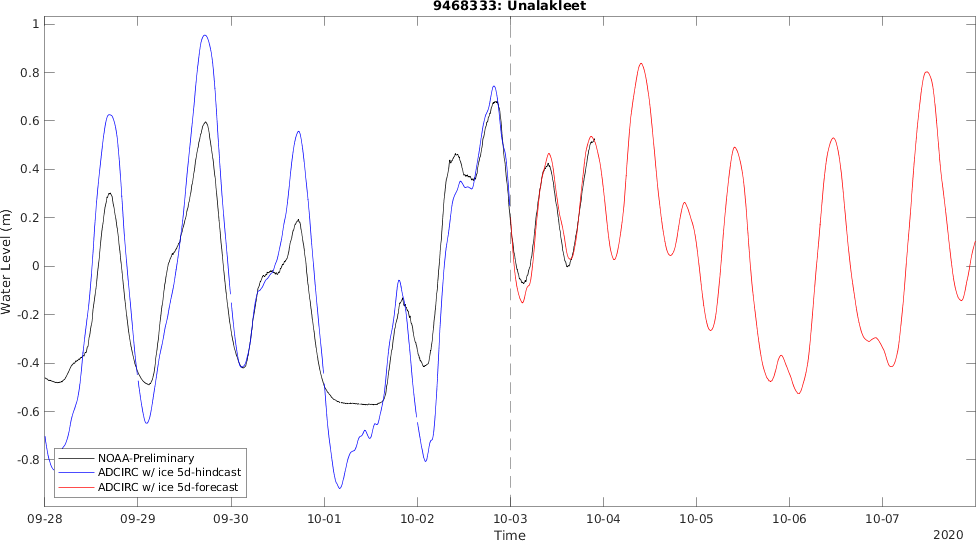 9468333: Unalakleet
1
0.8
0.6
0.4
0.2
0
-0.2
-0.4
-0.6
-0.8
Water Level (m)
NOAA-Preliminary
ADCIRC w/ ice 5d-hindcast
ADCIRC w/ ice 5d-forecast
09-28 09-29 09-30 10-01 10-02 10-03 10-04 10-05 10-06 10-07
Time
2020